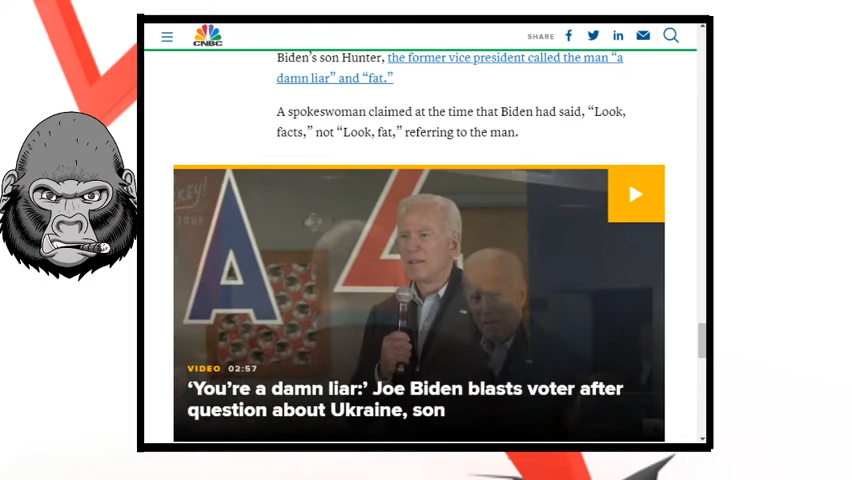 SHARE
CNBC
Biden's son Hunter, the former vice president called the man “a
damn liar” and “fat.”
A spokeswoman claimed at the time that Biden had said, “Look,
facts,” not “Look, fat,” referring to the man.
KEY!
A
VIDEO 02:57
‘You’re a damn liar:’ Joe Biden blasts voter after
question about Ukraine, son